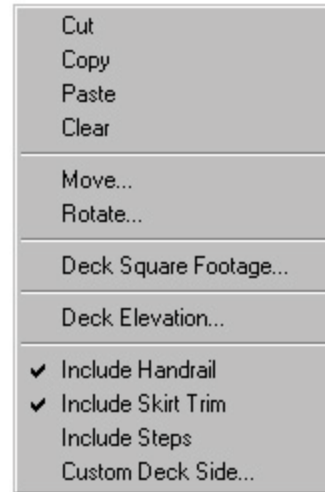 Cut
Copy
Paste
Clear
Move...
Rotate...
Deck Square Footage...
Deck Elevation...
Include Handrail
Include Skirt Trim
Include Steps
Custom Deck Side...